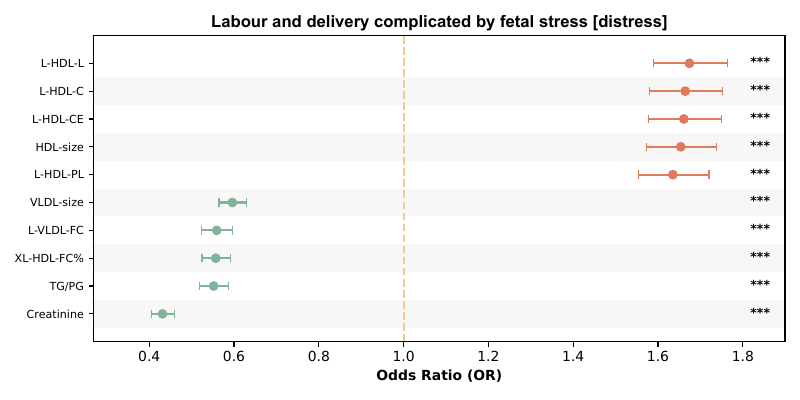 Labour and delivery complicated by fetal stress [distress]
L-HDL-L ***
L-HDL-C ***
L-HDL-CE ***
HDL-size ***
L-HDL-PL ***
VLDL-size ***
L-VLDL-FC ***
XL-HDL-FC% ***
TG/PG ***
Creatinine ***
0.4 0.6 0.8 1.0 1.2 1.4 1.6 1.8
Odds Ratio (OR)